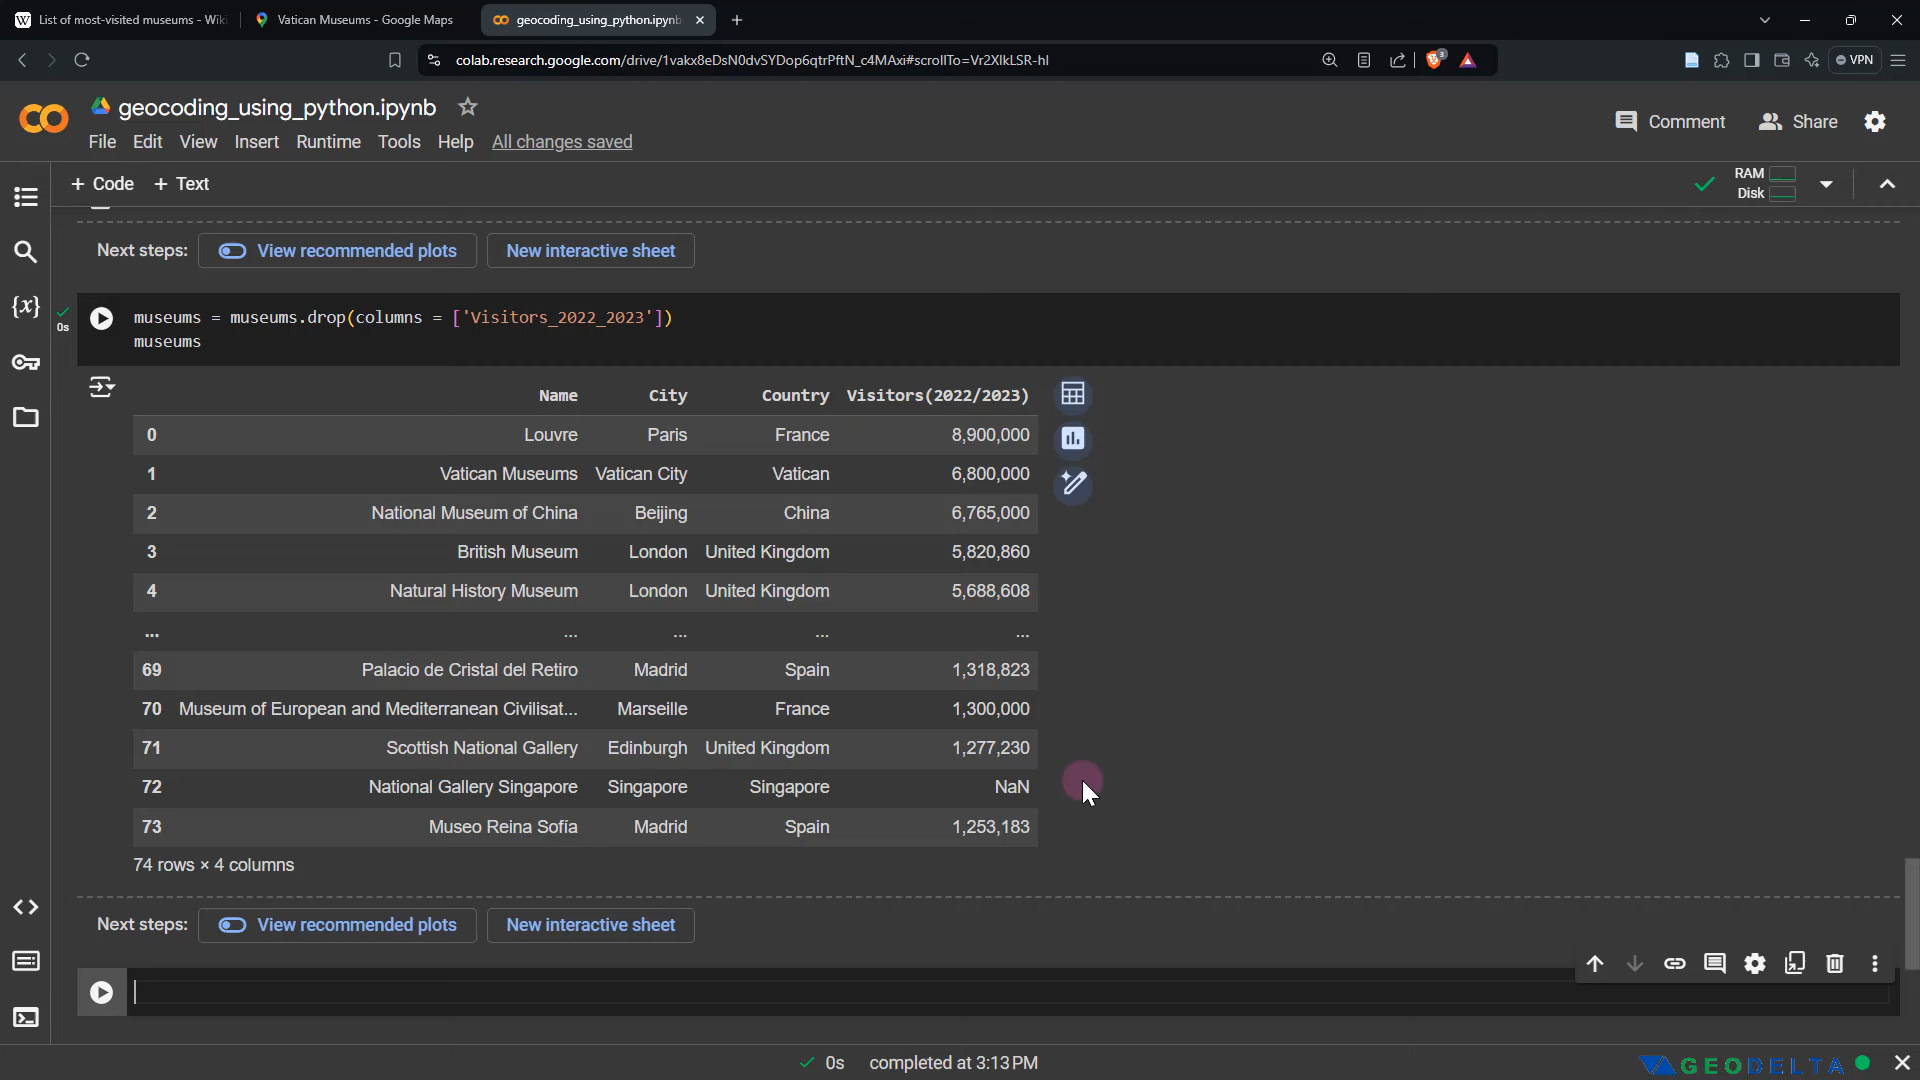 List of most-visited museums - Wiki
Vatican Museums - Google Maps
geocoding_using_python.ipynb
colab.research.google.com/drive/1vakx8eDsN0dvSYDop6qtrPftN_c4MAxi#scrollTo=Vr2XIkLSR-hI
3
VPN
geocoding_using_python.ipynb
Comment
Share
File Edit View Insert Runtime Tools Help All changes saved
+ Code + Text
RAM
Disk
Next steps: View recommended plots New interactive sheet
0s
museums = museums.drop(columns = ['Visitors_2022_2023'])
museums
Name City Country Visitors(2022/2023)
0 Louvre Paris France 8,900,000
1 Vatican Museums Vatican City Vatican 6,800,000
2 National Museum of China Beijing China 6,765,000
3 British Museum London United Kingdom 5,820,860
4 Natural History Museum London United Kingdom 5,688,608
... ... ... ... ...
69 Palacio de Cristal del Retiro Madrid Spain 1,318,823
70 Museum of European and Mediterranean Civilisat... Marseille France 1,300,000
71 Scottish National Gallery Edinburgh United Kingdom 1,277,230
72 National Gallery Singapore Singapore Singapore NaN
73 Museo Reina Sofía Madrid Spain 1,253,183
74 rows × 4 columns
Next steps: View recommended plots New interactive sheet
0s completed at 3:13 PM
GEODELTA